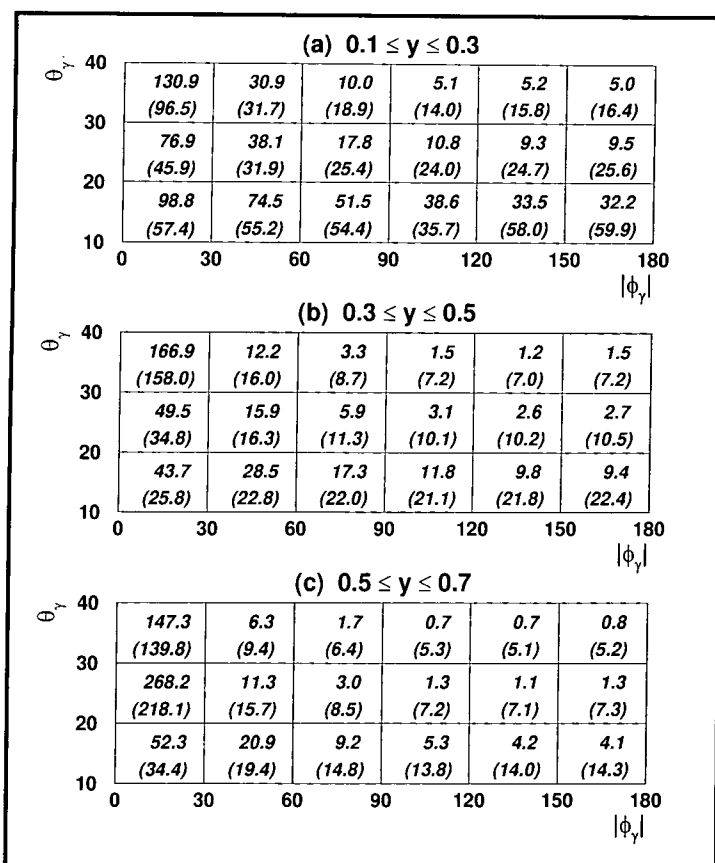 (a) 0.1 ≤ y ≤ 0.3
θγ
40
130.9 30.9 10.0 5.1 5.2 5.0
(96.5) (31.7) (18.9) (14.0) (15.8) (16.4)
30
76.9 38.1 17.8 10.8 9.3 9.5
(45.9) (31.9) (25.4) (24.0) (24.7) (25.6)
20
98.8 74.5 51.5 38.6 33.5 32.2
(57.4) (55.2) (54.4) (35.7) (58.0) (59.9)
10
0 30 60 90 120 150 180
|ϕγ|
(b) 0.3 ≤ y ≤ 0.5
θγ
40
166.9 12.2 3.3 1.5 1.2 1.5
(158.0) (16.0) (8.7) (7.2) (7.0) (7.2)
30
49.5 15.9 5.9 3.1 2.6 2.7
(34.8) (16.3) (11.3) (10.1) (10.2) (10.5)
20
43.7 28.5 17.3 11.8 9.8 9.4
(25.8) (22.8) (22.0) (21.1) (21.8) (22.4)
10
0 30 60 90 120 150 180
|ϕγ|
(c) 0.5 ≤ y ≤ 0.7
θγ
40
147.3 6.3 1.7 0.7 0.7 0.8
(139.8) (9.4) (6.4) (5.3) (5.1) (5.2)
30
268.2 11.3 3.0 1.3 1.1 1.3
(218.1) (15.7) (8.5) (7.2) (7.1) (7.3)
20
52.3 20.9 9.2 5.3 4.2 4.1
(34.4) (19.4) (14.8) (13.8) (14.0) (14.3)
10
0 30 60 90 120 150 180
|ϕγ|